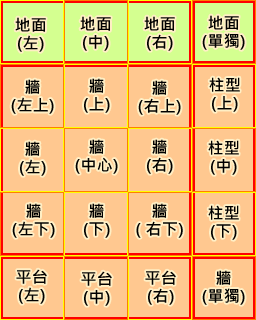 地面 地面 地面 地面
(左) (中) (右) (單獨)
牆 牆 牆 柱型
(左上) (上) (右上) (上)
牆 牆 牆 柱型
(左) (中心) (右) (中)
牆 牆 牆 柱型
(左下) (下) ( 右下) (下)
平台 平台 平台 牆
(左) (中) (右) (單獨)